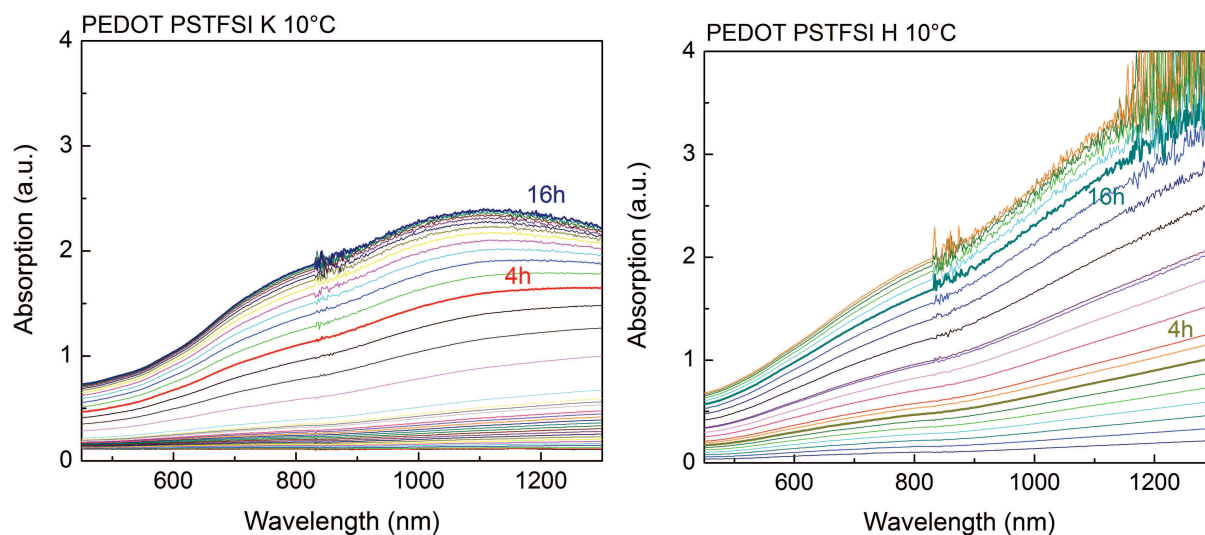 PEDOT PSTFSI K 10°C
4
3
2
1
0
16h
4h
600
800
1000
1200
Absorption (a.u.)
Wavelength (nm)
PEDOT PSTFSI H 10°C
4
3
2
1
0
16h
4h
600
800
1000
1200
Absorption (a.u.)
Wavelength (nm)